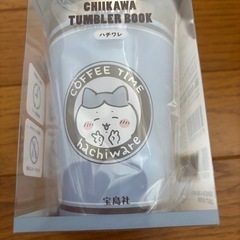 CHIIKAWA
TUMBLER BOOK
ハチワレ
COFFEE TIME
hachiware
宝島社